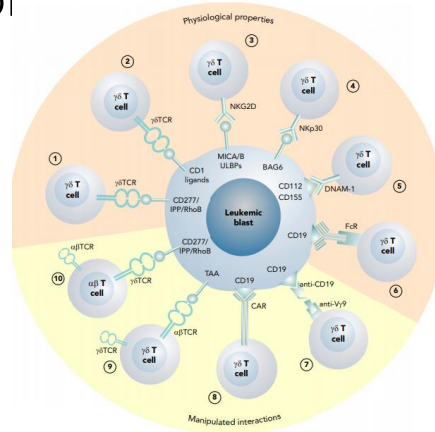 Physiological properties
①
γδ T
cell
γδTCR
CD277/
IPP/RhoB
②
γδ T
cell
γδTCR
CD1
ligands
③
γδ T
cell
NKG2D
MICA/B
ULBPs
④
γδ T
cell
NKp30
BAG6
⑤
γδ T
cell
DNAM-1
CD112
CD155
⑥
γδ T
cell
FcR
CD19
Leukemic
blast
⑦
γδ T
cell
anti-Vγ9
anti-CD19
CD19
⑧
γδ T
cell
CAR
CD19
⑨
γδ T
cell
γδTCR
αβTCR
TAA
⑩
αβ T
cell
αβTCR
γδTCR
CD277/
IPP/RhoB
Manipulated interactions